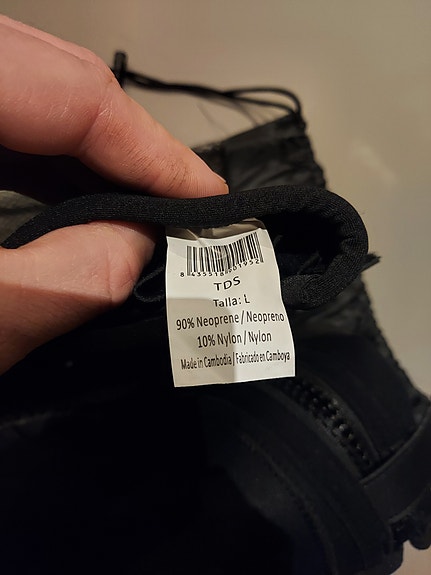 TDS
Talla: L
90% Neoprene / Neopreno
10% Nylon / Nylon
Made in Cambodia / Fabricado en Camboya